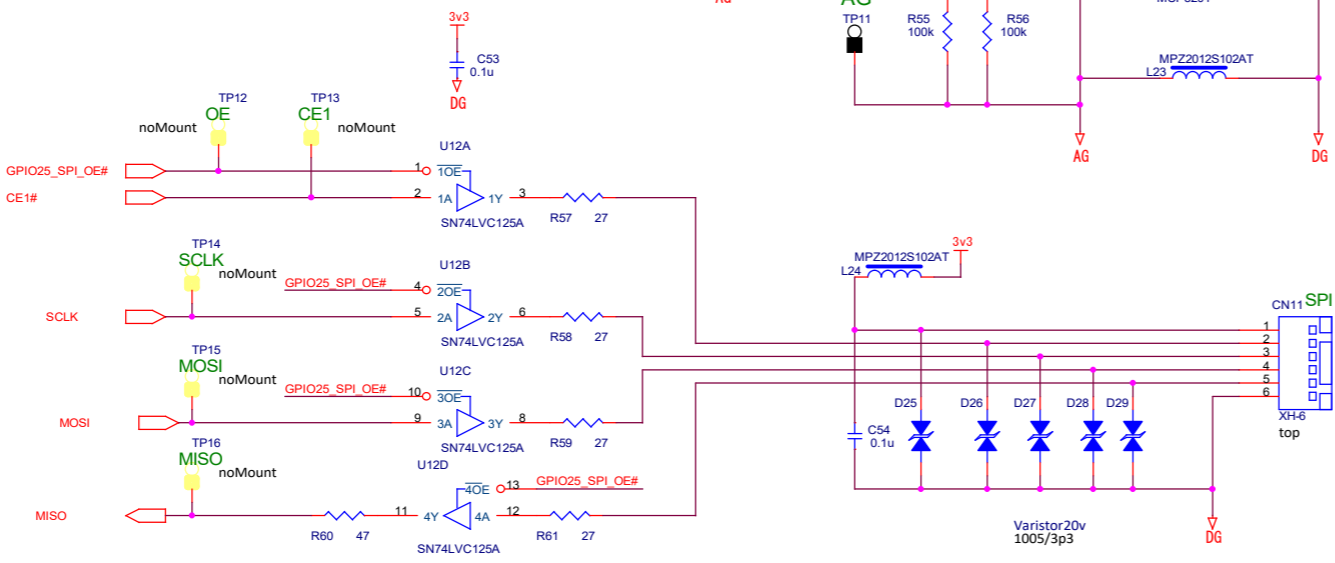 AG
TP11
R55
100k
R56
100k
MPZ2012S102AT
L23
AG
DG
3v3
C53
0.1u
DG
TP12
OE
noMount
TP13
CE1
noMount
U12A
GPIO25_SPI_OE#
1
1OE
CE1#
2
1A
1Y
3
SN74LVC125A
R57
27
TP14
SCLK
noMount
U12B
GPIO25_SPI_OE#
4
2OE
SCLK
5
2A
2Y
6
SN74LVC125A
R58
27
TP15
MOSI
noMount
U12C
GPIO25_SPI_OE#
10
3OE
MOSI
9
3A
3Y
8
SN74LVC125A
R59
27
TP16
MISO
noMount
U12D
4OE
13
GPIO25_SPI_OE#
MISO
11
4Y
4A
12
R60
47
SN74LVC125A
R61
27
3v3
MPZ2012S102AT
L24
SPI
CN11
1
2
3
4
5
6
XH-6
top
D25
D26
D27
D28
D29
C54
0.1u
Varistor20v
1005/3p3
DG